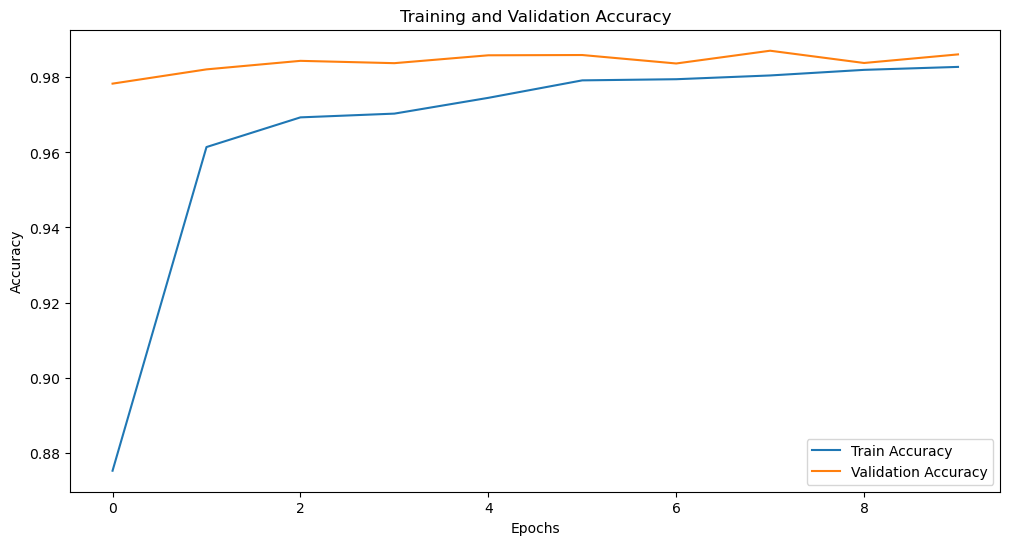 Training and Validation Accuracy
Accuracy
0.98
0.96
0.94
0.92
0.90
0.88
0 2 4 6 8
Epochs
Train Accuracy
Validation Accuracy